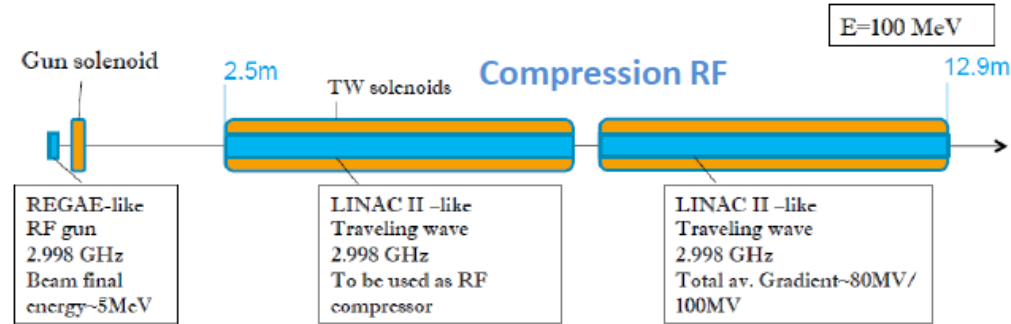 E=100 MeV
Gun solenoid
2.5m
Compression RF
12.9m
TW solenoids
REGAE-like
RF gun
2.998 GHz
Beam final
energy~5MeV
LINAC II –like
Traveling wave
2.998 GHz
To be used as RF
compressor
LINAC II –like
Traveling wave
2.998 GHz
Total av. Gradient~80MV/
100MV